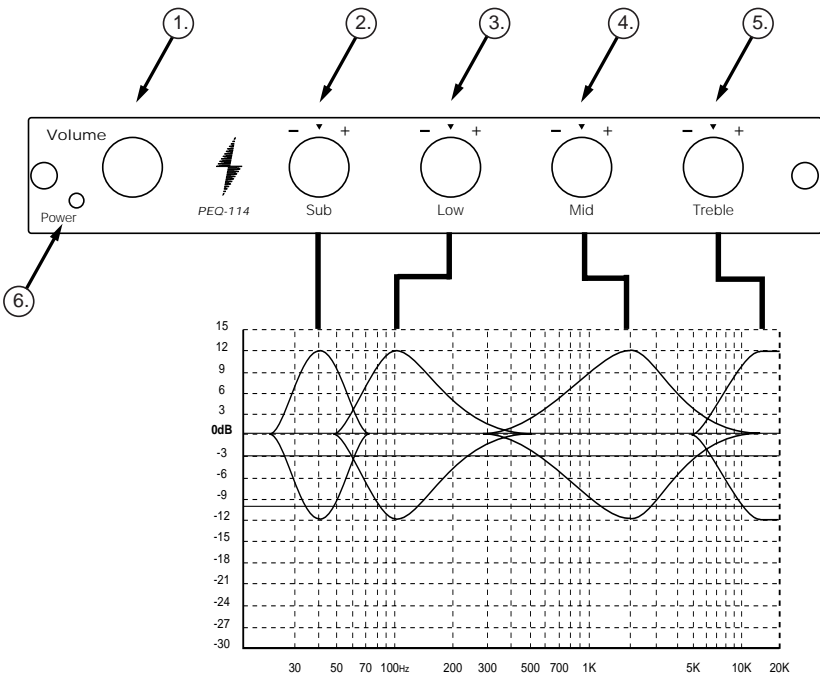 1. 2. 3. 4. 5.
Volume
- + - + - + - +
Power
PEQ-114 Sub Low Mid Treble
6.
15
12
9
6
3
0dB
-3
-6
-9
-12
-15
-18
-21
-24
-27
-30
30 50 70 100Hz 200 300 500 700 1K 5K 10K 20K